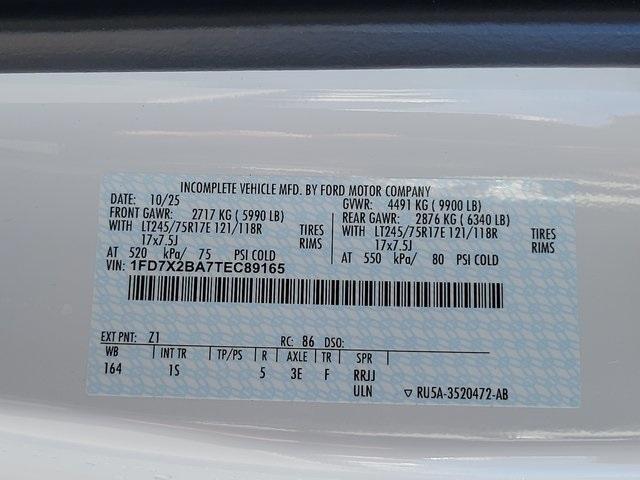 INCOMPLETE VEHICLE MFD. BY FORD MOTOR COMPANY
DATE: 10/25 GVWR: 4491 KG ( 9900 LB)
FRONT GAWR: 2717 KG ( 5990 LB) REAR GAWR: 2876 KG ( 6340 LB)
WITH LT245/75R17E 121/118R TIRES WITH LT245/75R17E 121/118R TIRES
17x7.5J RIMS 17x7.5J RIMS
AT 520 kPa/ 75 PSI COLD AT 550 kPa/ 80 PSI COLD
VIN: 1FD7X2BA7TEC89165
EXT PNT: Z1 RC: 86 DSO:
WB INT TR TP/PS R AXLE TR SPR
164 1S 5 3E F RRJJ
ULN ▽ RU5A-3520472-AB